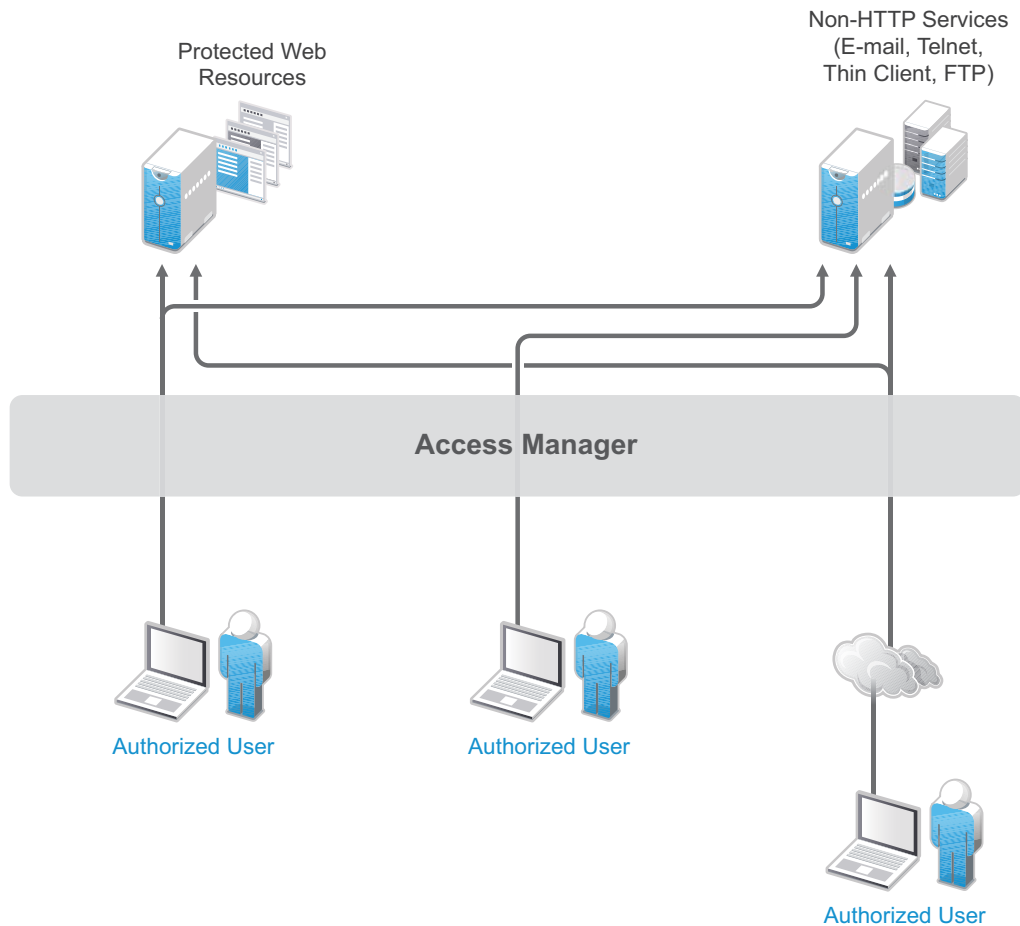 Protected Web
Resources
Non-HTTP Services
(E-mail, Telnet,
Thin Client, FTP)
Access Manager
Authorized User
Authorized User
Authorized User